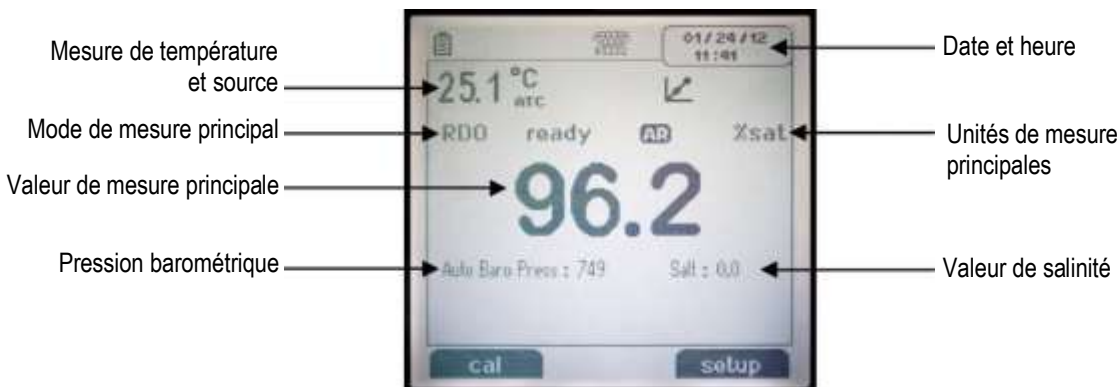 Mesure de température
et source
Mode de mesure principal
Valeur de mesure principale
Pression barométrique
01/24/12
11:41
25.1 °C
ATC
RDO ready AR %sat
96.2
Auto Baro Press : 749 Salt : 0.0
cal setup
Date et heure
Unités de mesure
principales
Valeur de salinité